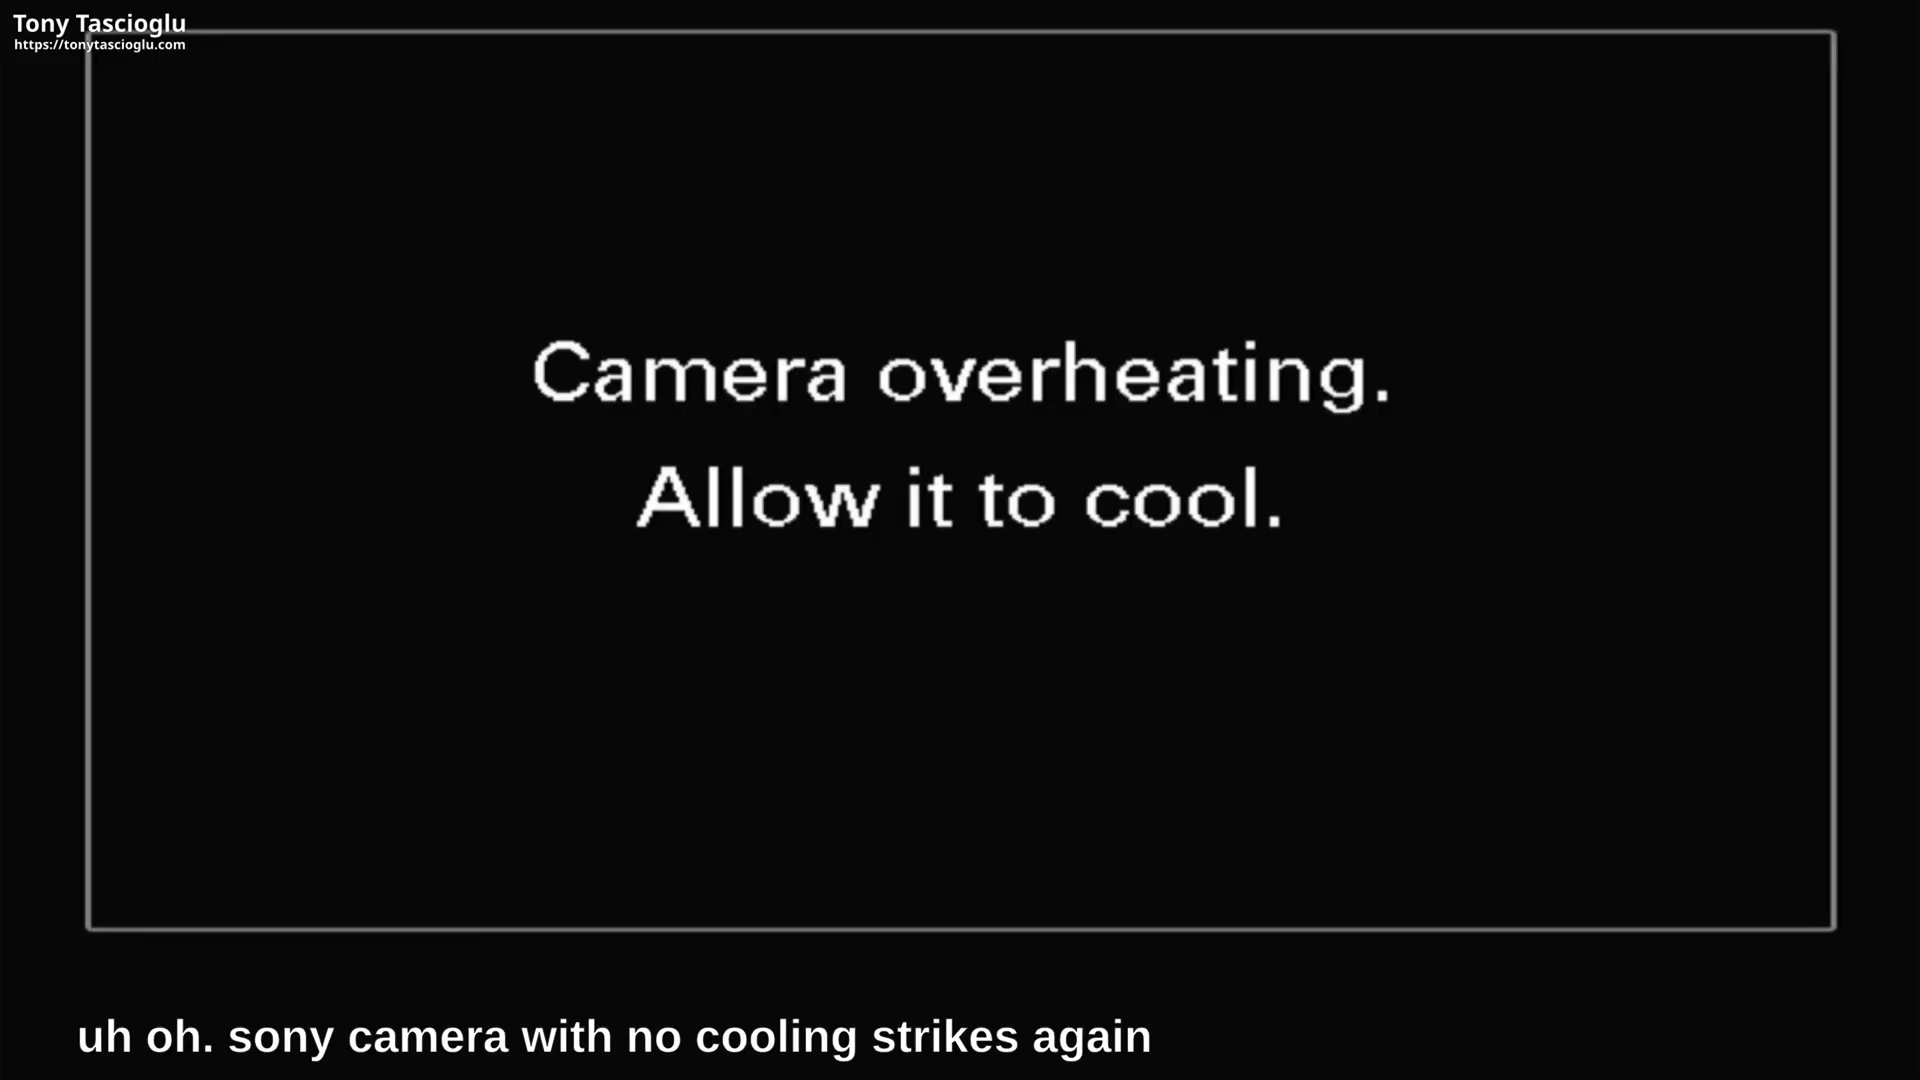 Tony Tascioglu
https://tonytascioglu.com
Camera overheating.
Allow it to cool.
uh oh. sony camera with no cooling strikes again